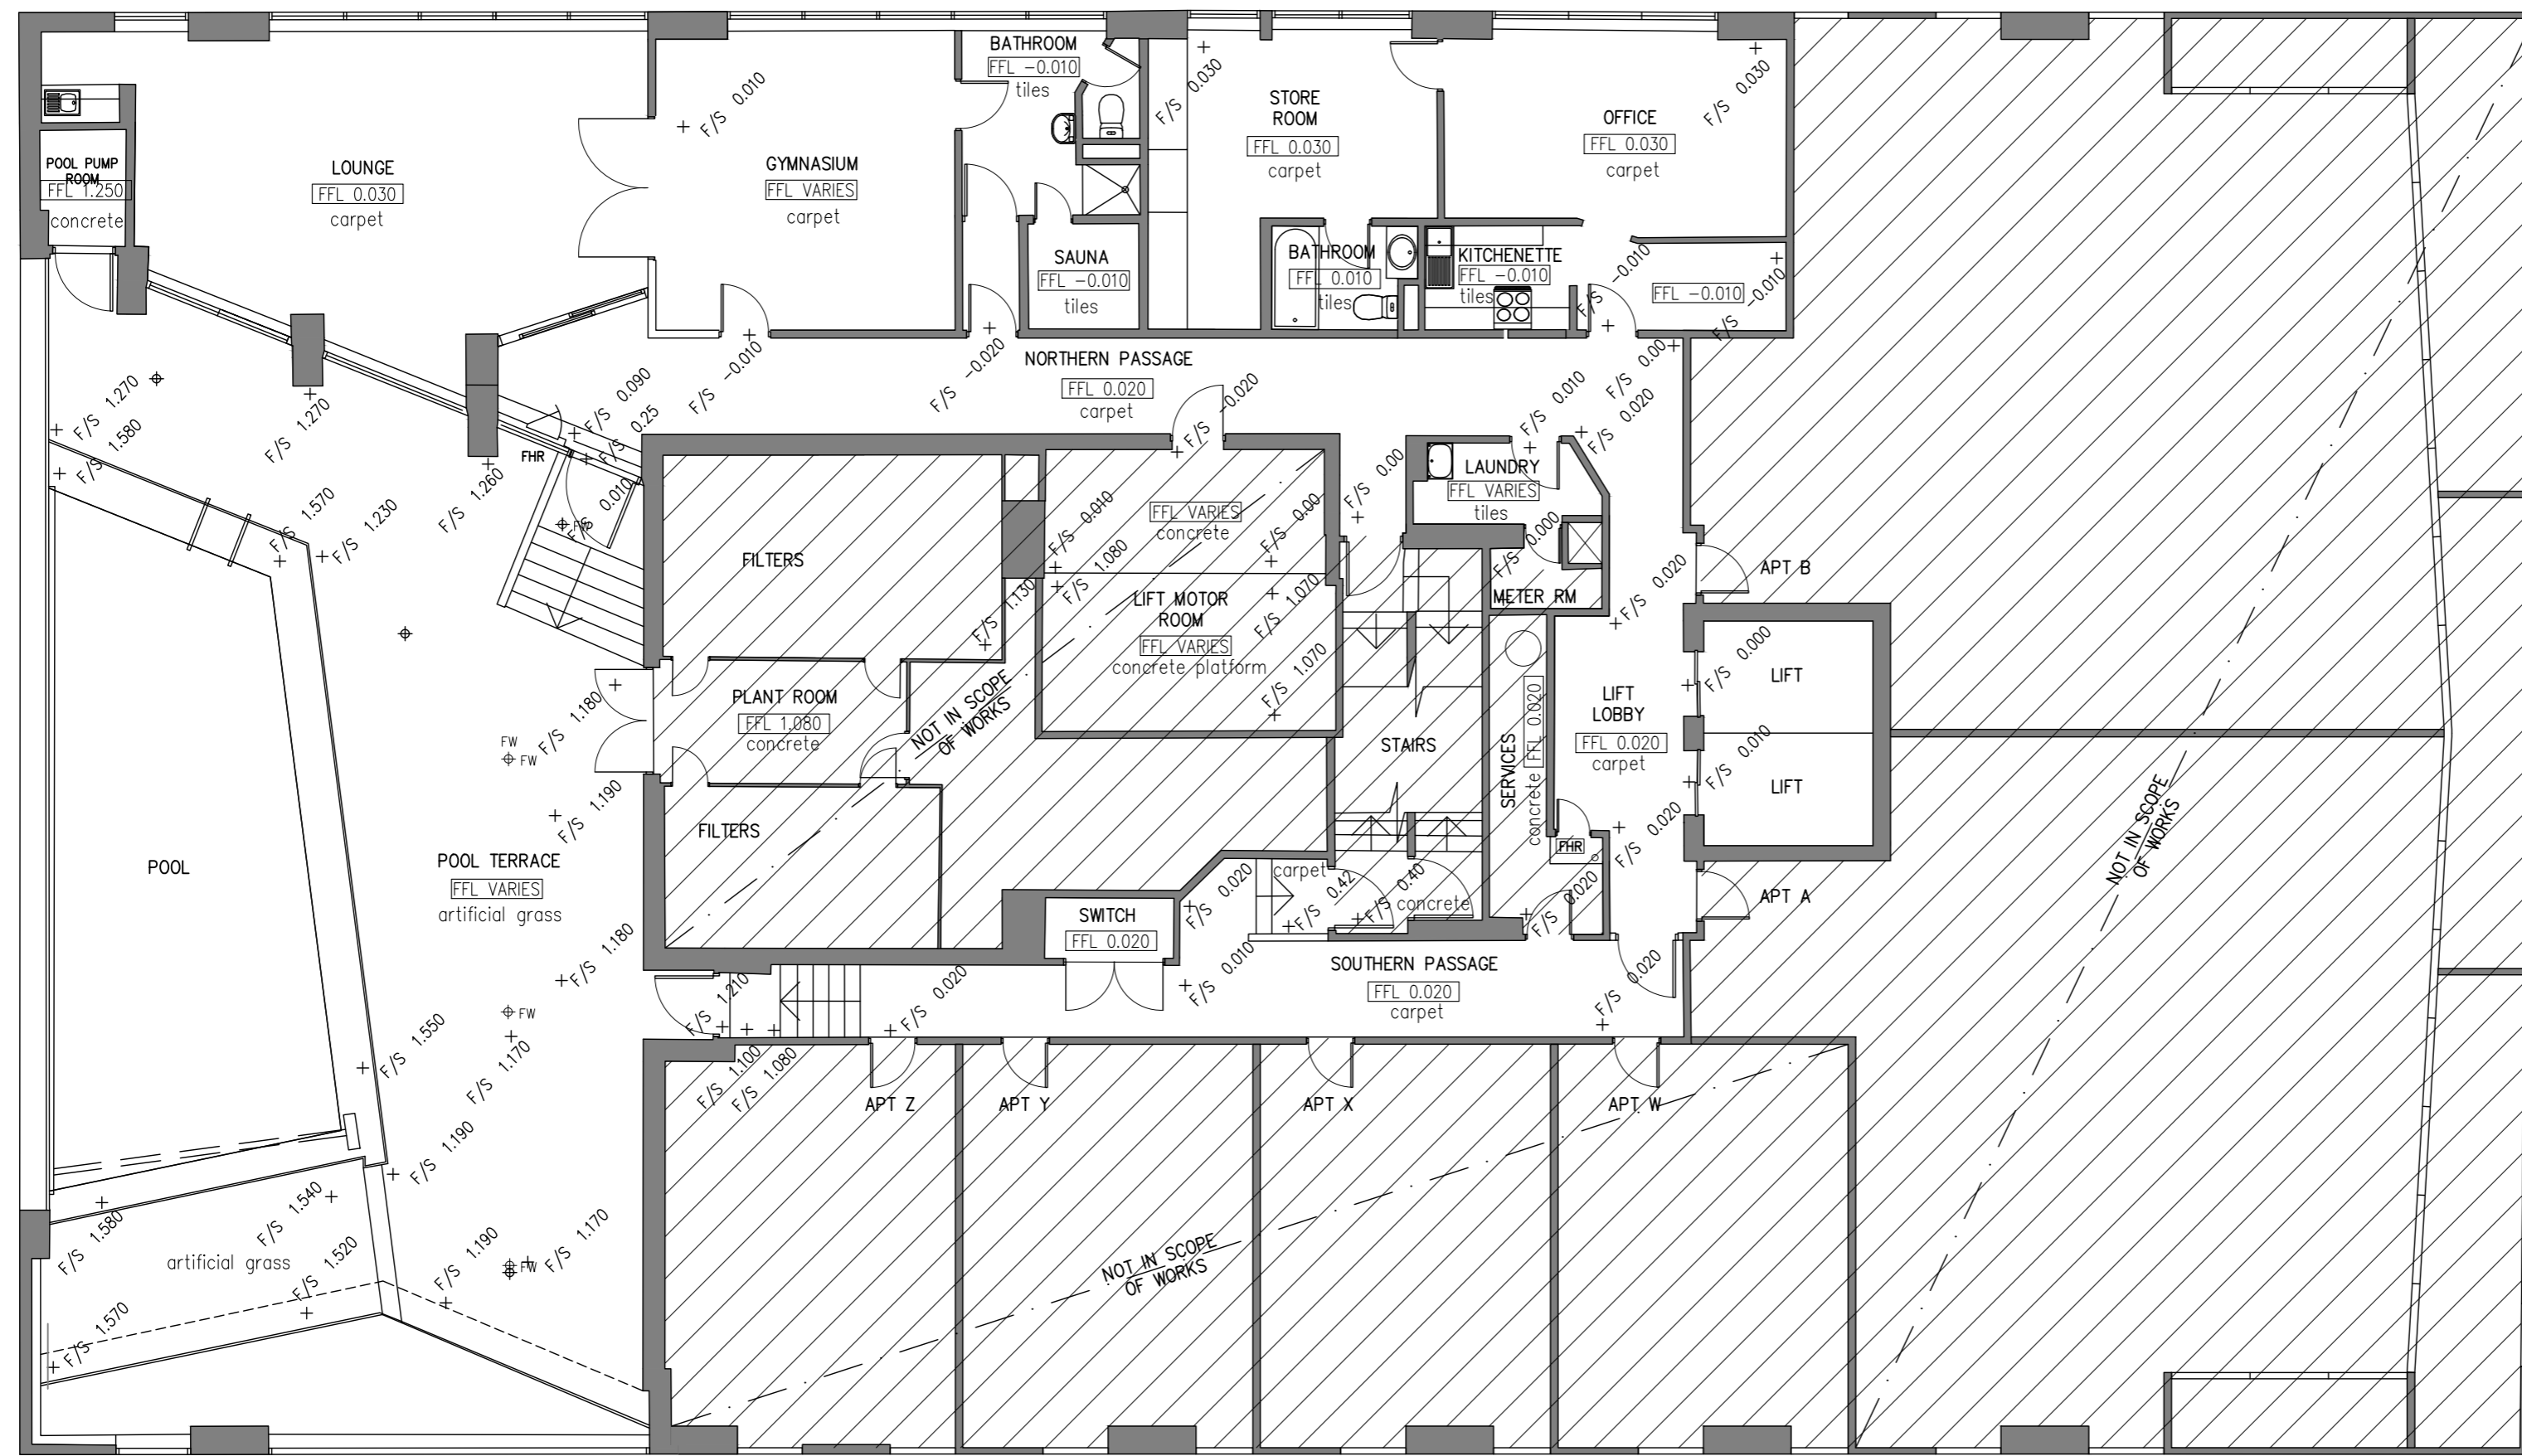 BATHROOM
FFL -0.010
tiles
F/S 0.010
F/S 0.030
STORE
ROOM
FFL 0.030
carpet
OFFICE
FFL 0.030
carpet
F/S 0.030
POOL PUMP
ROOM
FFL 1.250
concrete
LOUNGE
FFL 0.030
carpet
GYMNASIUM
FFL VARIES
carpet
SAUNA
FFL -0.010
tiles
BATHROOM
FFL 0.010
tiles
KITCHENETTE
FFL -0.010
tiles
F/S -0.010
FFL -0.010
F/S -0.010
NORTHERN PASSAGE
FFL 0.020
carpet
F/S 1.270
F/S 1.580
F/S 1.270
F/S 0.090
F/S 0.25
F/S -0.010
F/S -0.020
F/S -0.020
F/S 0.010
F/S 0.00
F/S 0.020
FHR
F/S 1.260
F/S 0.010
FW
F/S 1.570
F/S 1.230
FILTERS
F/S -0.010
F/S 1.080
F/S 1.130
FFL VARIES
concrete
F/S 0.00
F/S 0.00
LAUNDRY
FFL VARIES
tiles
F/S 0.000
METER RM
LIFT MOTOR
ROOM
FFL VARIES
concrete platform
F/S 1.070
F/S 1.070
F/S 0.020
APT B
F/S 0.000
LIFT
PLANT ROOM
FFL 1.080
concrete
NOT IN SCOPE
OF WORKS
STAIRS
SERVICES
concrete FFL 0.020
LIFT
LOBBY
FFL 0.020
carpet
F/S 0.010
LIFT
F/S 1.180
FW
FW
F/S 1.190
FILTERS
POOL
POOL TERRACE
FFL VARIES
artificial grass
F/S 1.180
SWITCH
FFL 0.020
F/S 0.020
carpet
F/S 0.42
F/S 0.40
concrete
FHR
F/S 0.020
F/S 0.020
APT A
NOT IN SCOPE
OF WORKS
F/S 1.210
F/S 0.020
F/S 0.010
SOUTHERN PASSAGE
FFL 0.020
carpet
F/S 0.020
FW
F/S 1.550
F/S 1.170
F/S 1.100
F/S 1.080
APT Z
APT Y
APT X
APT W
F/S 1.190
F/S 1.580
F/S 1.540
artificial grass
F/S 1.520
F/S 1.190
FW
F/S 1.170
F/S 1.570
NOT IN SCOPE
OF WORKS